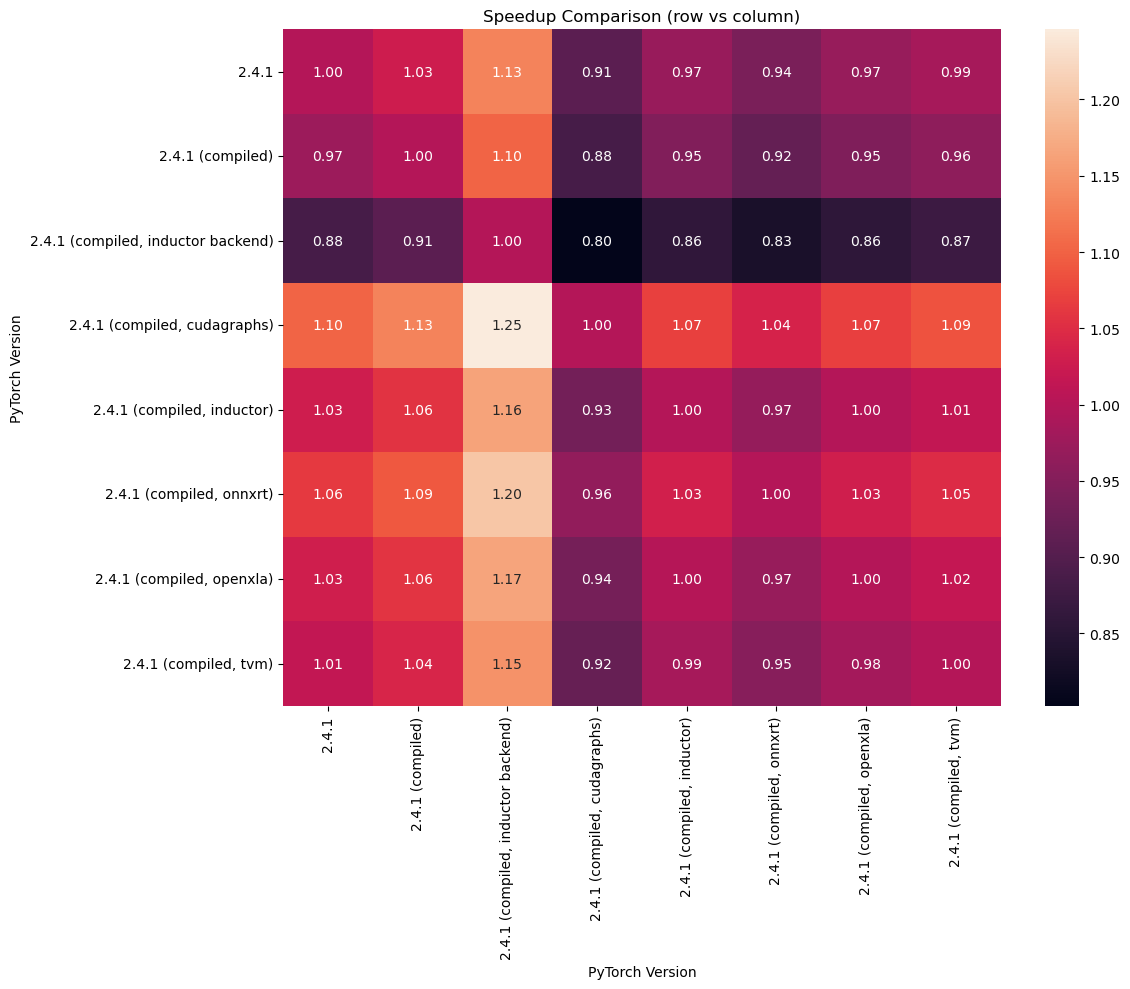 Speedup Comparison (row vs column)
PyTorch Version
2.4.1
1.00 1.03 1.13 0.91 0.97 0.94 0.97 0.99
2.4.1 (compiled)
0.97 1.00 1.10 0.88 0.95 0.92 0.95 0.96
2.4.1 (compiled, inductor backend)
0.88 0.91 1.00 0.80 0.86 0.83 0.86 0.87
2.4.1 (compiled, cudagraphs)
1.10 1.13 1.25 1.00 1.07 1.04 1.07 1.09
2.4.1 (compiled, inductor)
1.03 1.06 1.16 0.93 1.00 0.97 1.00 1.01
2.4.1 (compiled, onnxrt)
1.06 1.09 1.20 0.96 1.03 1.00 1.03 1.05
2.4.1 (compiled, openxla)
1.03 1.06 1.17 0.94 1.00 0.97 1.00 1.02
2.4.1 (compiled, tvm)
1.01 1.04 1.15 0.92 0.99 0.95 0.98 1.00
2.4.1
2.4.1 (compiled)
2.4.1 (compiled, inductor backend)
2.4.1 (compiled, cudagraphs)
2.4.1 (compiled, inductor)
2.4.1 (compiled, onnxrt)
2.4.1 (compiled, openxla)
2.4.1 (compiled, tvm)
PyTorch Version
1.20
1.15
1.10
1.05
1.00
0.95
0.90
0.85